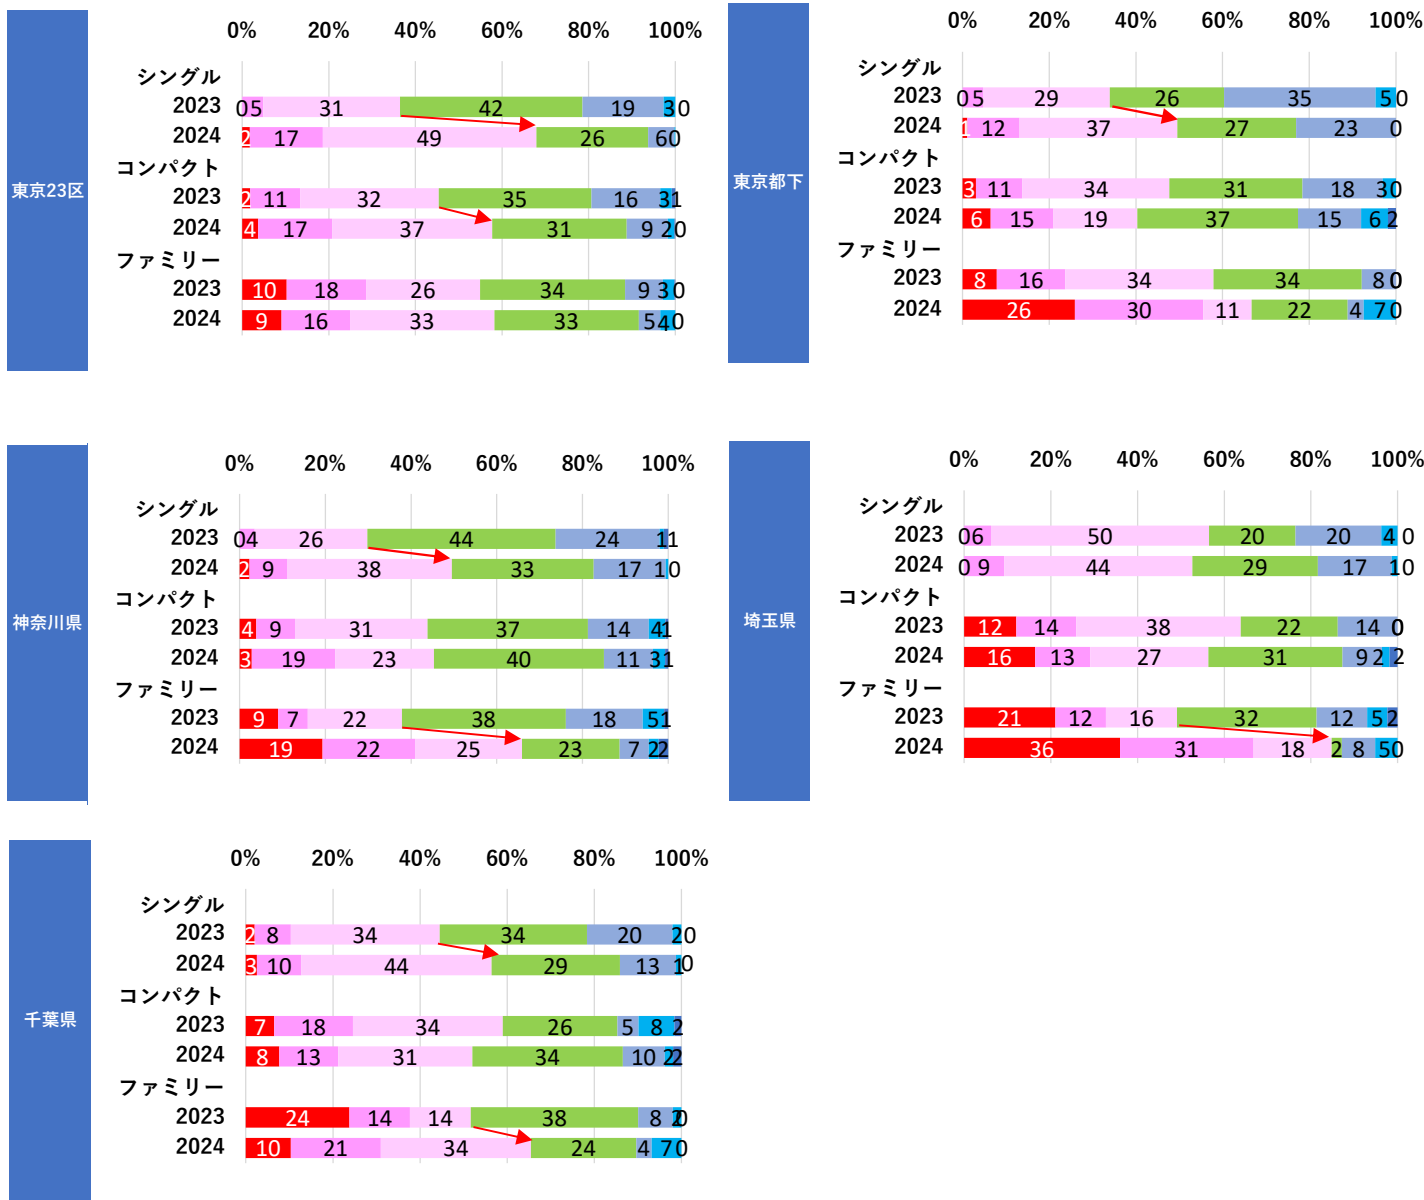 東京23区
0% 20% 40% 60% 80% 100%
シングル
2023 0 5 31 42 19 3 0
2024 2 17 49 26 6 0
コンパクト
2023 2 11 32 35 16 3 1
2024 4 17 37 31 9 2 0
ファミリー
2023 10 18 26 34 9 3 0
2024 9 16 33 33 5 4 0
東京都下
0% 20% 40% 60% 80% 100%
シングル
2023 0 5 29 26 35 5 0
2024 1 12 37 27 23 0
コンパクト
2023 3 11 34 31 18 3 0
2024 6 15 19 37 15 6 2
ファミリー
2023 8 16 34 34 8 0
2024 26 30 11 22 4 7 0
神奈川県
0% 20% 40% 60% 80% 100%
シングル
2023 0 4 26 44 24 1 1
2024 2 9 38 33 17 1 0
コンパクト
2023 4 9 31 37 14 4 1
2024 3 19 23 40 11 3 1
ファミリー
2023 9 7 22 38 18 5 1
2024 19 22 25 23 7 2 2
埼玉県
0% 20% 40% 60% 80% 100%
シングル
2023 0 6 50 20 20 4 0
2024 0 9 44 29 17 1 0
コンパクト
2023 12 14 38 22 14 0
2024 16 13 27 31 9 2 2
ファミリー
2023 21 12 16 32 12 5 2
2024 36 31 18 2 8 5 0
千葉県
0% 20% 40% 60% 80% 100%
シングル
2023 2 8 34 34 20 2 0
2024 3 10 44 29 13 1 0
コンパクト
2023 7 18 34 26 5 8 2
2024 8 13 31 34 10 2 2
ファミリー
2023 24 14 14 38 8 2 0
2024 10 21 34 24 4 7 0